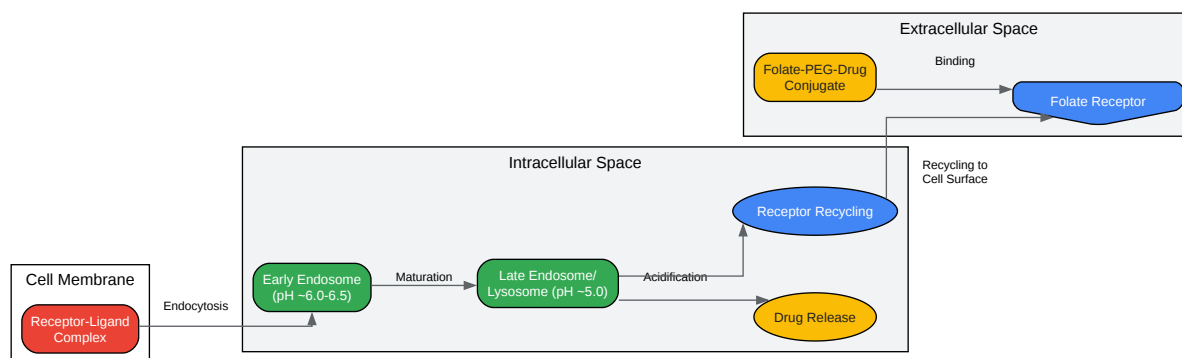 Extracellular Space
Folate-PEG-Drug
Conjugate
Binding
Folate Receptor
Intracellular Space
Recycling to
Cell Surface
Receptor Recycling
Cell Membrane
Receptor-Ligand
Complex
Endocytosis
Early Endosome
(pH ~6.0-6.5)
Maturation
Late Endosome/
Lysosome (pH ~5.0)
Acidification
Drug Release